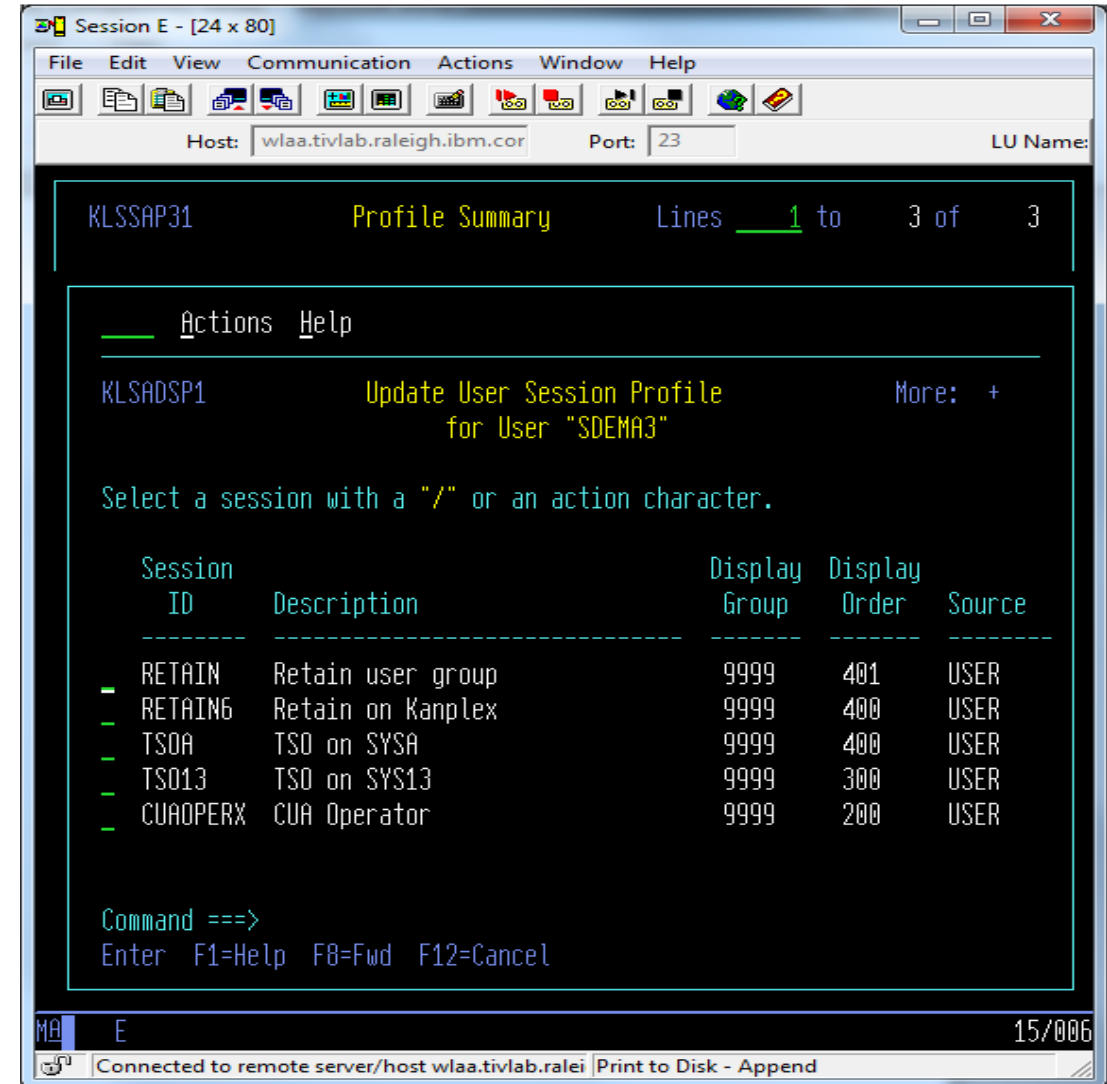 Session E - [24 x 80]
File Edit View Communication Actions Window Help
Host: wlaa.tivlab.raleigh.ibm.cor Port: 23 LU Name:
KLSSAP31 Profile Summary Lines ____1 to 3 of 3
____ Actions Help
KLSADSP1 Update User Session Profile More: +
for User "SDEMA3"
Select a session with a "/" or an action character.
Session Display Display
ID Description Group Order Source
-------- ------------------------------- ------- ------- --------
_ RETAIN Retain user group 9999 401 USER
_ RETAIN6 Retain on Kanplex 9999 400 USER
_ TSOA TSO on SYSA 9999 400 USER
_ TSO13 TSO on SYS13 9999 300 USER
_ CUAOPERX CUA Operator 9999 200 USER
Command ===>
Enter F1=Help F8=Fwd F12=Cancel
MA E 15/006
Connected to remote server/host wlaa.tivlab.ralei Print to Disk - Append